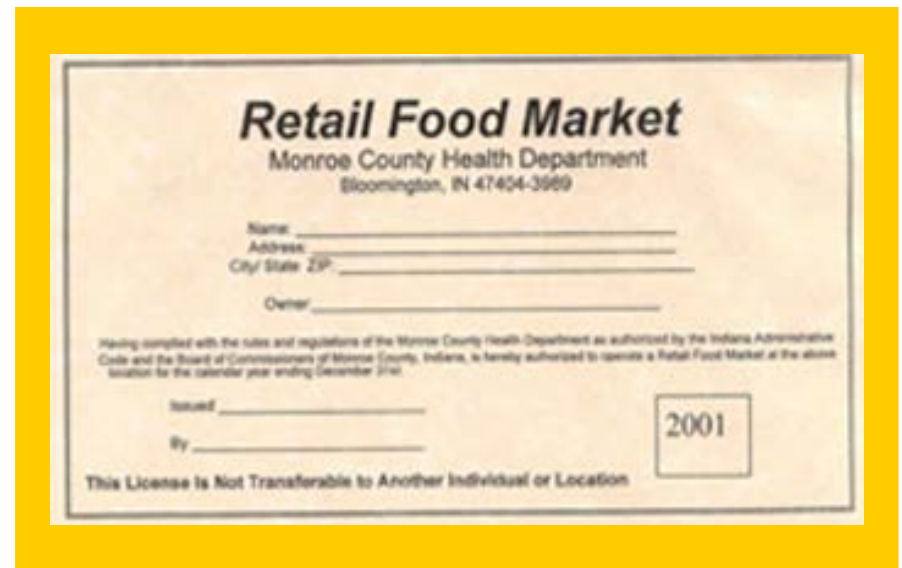 Retail Food Market
Monroe County Health Department
Bloomington, IN 47404-3989
Name:
Address:
City/ State ZIP:
Owner
Having complied with the rules and regulations of the Monroe County Health Department as authorized by the Indiana Administrative
Code and the Board of Commissioners of Monroe County, Indiana, is hereby authorized to operate a Retail Food Market at the above
location for the calendar year ending December 31st
Issued
By
2001
This License Is Not Transferable to Another Individual or Location